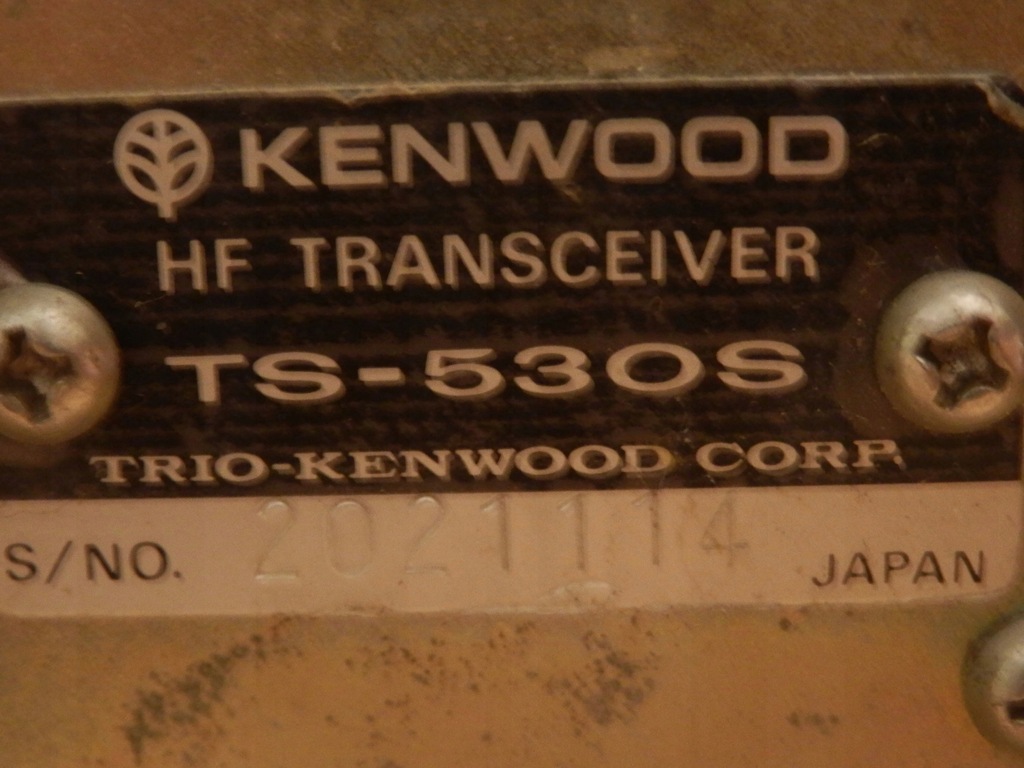 KENWOOD
HF TRANSCEIVER
TS-530S
TRIO-KENWOOD CORP.
S/NO. 2021114 JAPAN